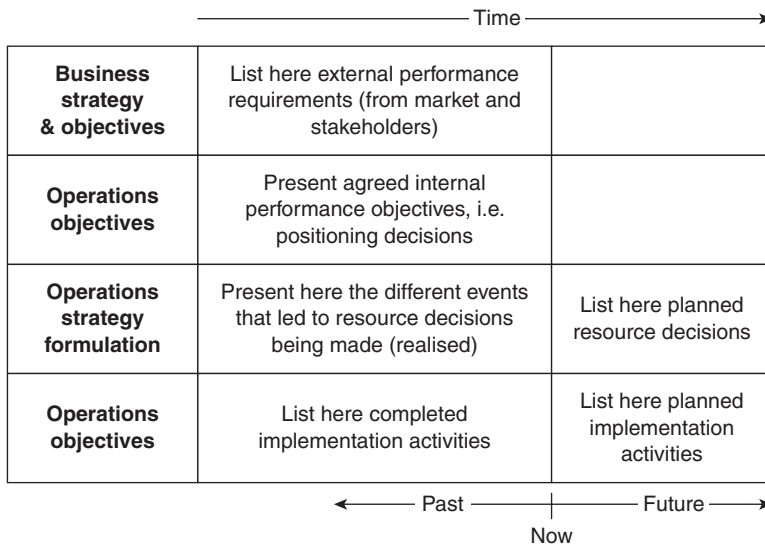 Time
Business
strategy
& objectives
List here external performance
requirements (from market and
stakeholders)
Operations
objectives
Present agreed internal
performance objectives, i.e.
positioning decisions
Operations
strategy
formulation
Present here the different events
that led to resource decisions
being made (realised)
List here planned
resource decisions
Operations
objectives
List here completed
implementation activities
List here planned
implementation
activities
Past
Future
Now